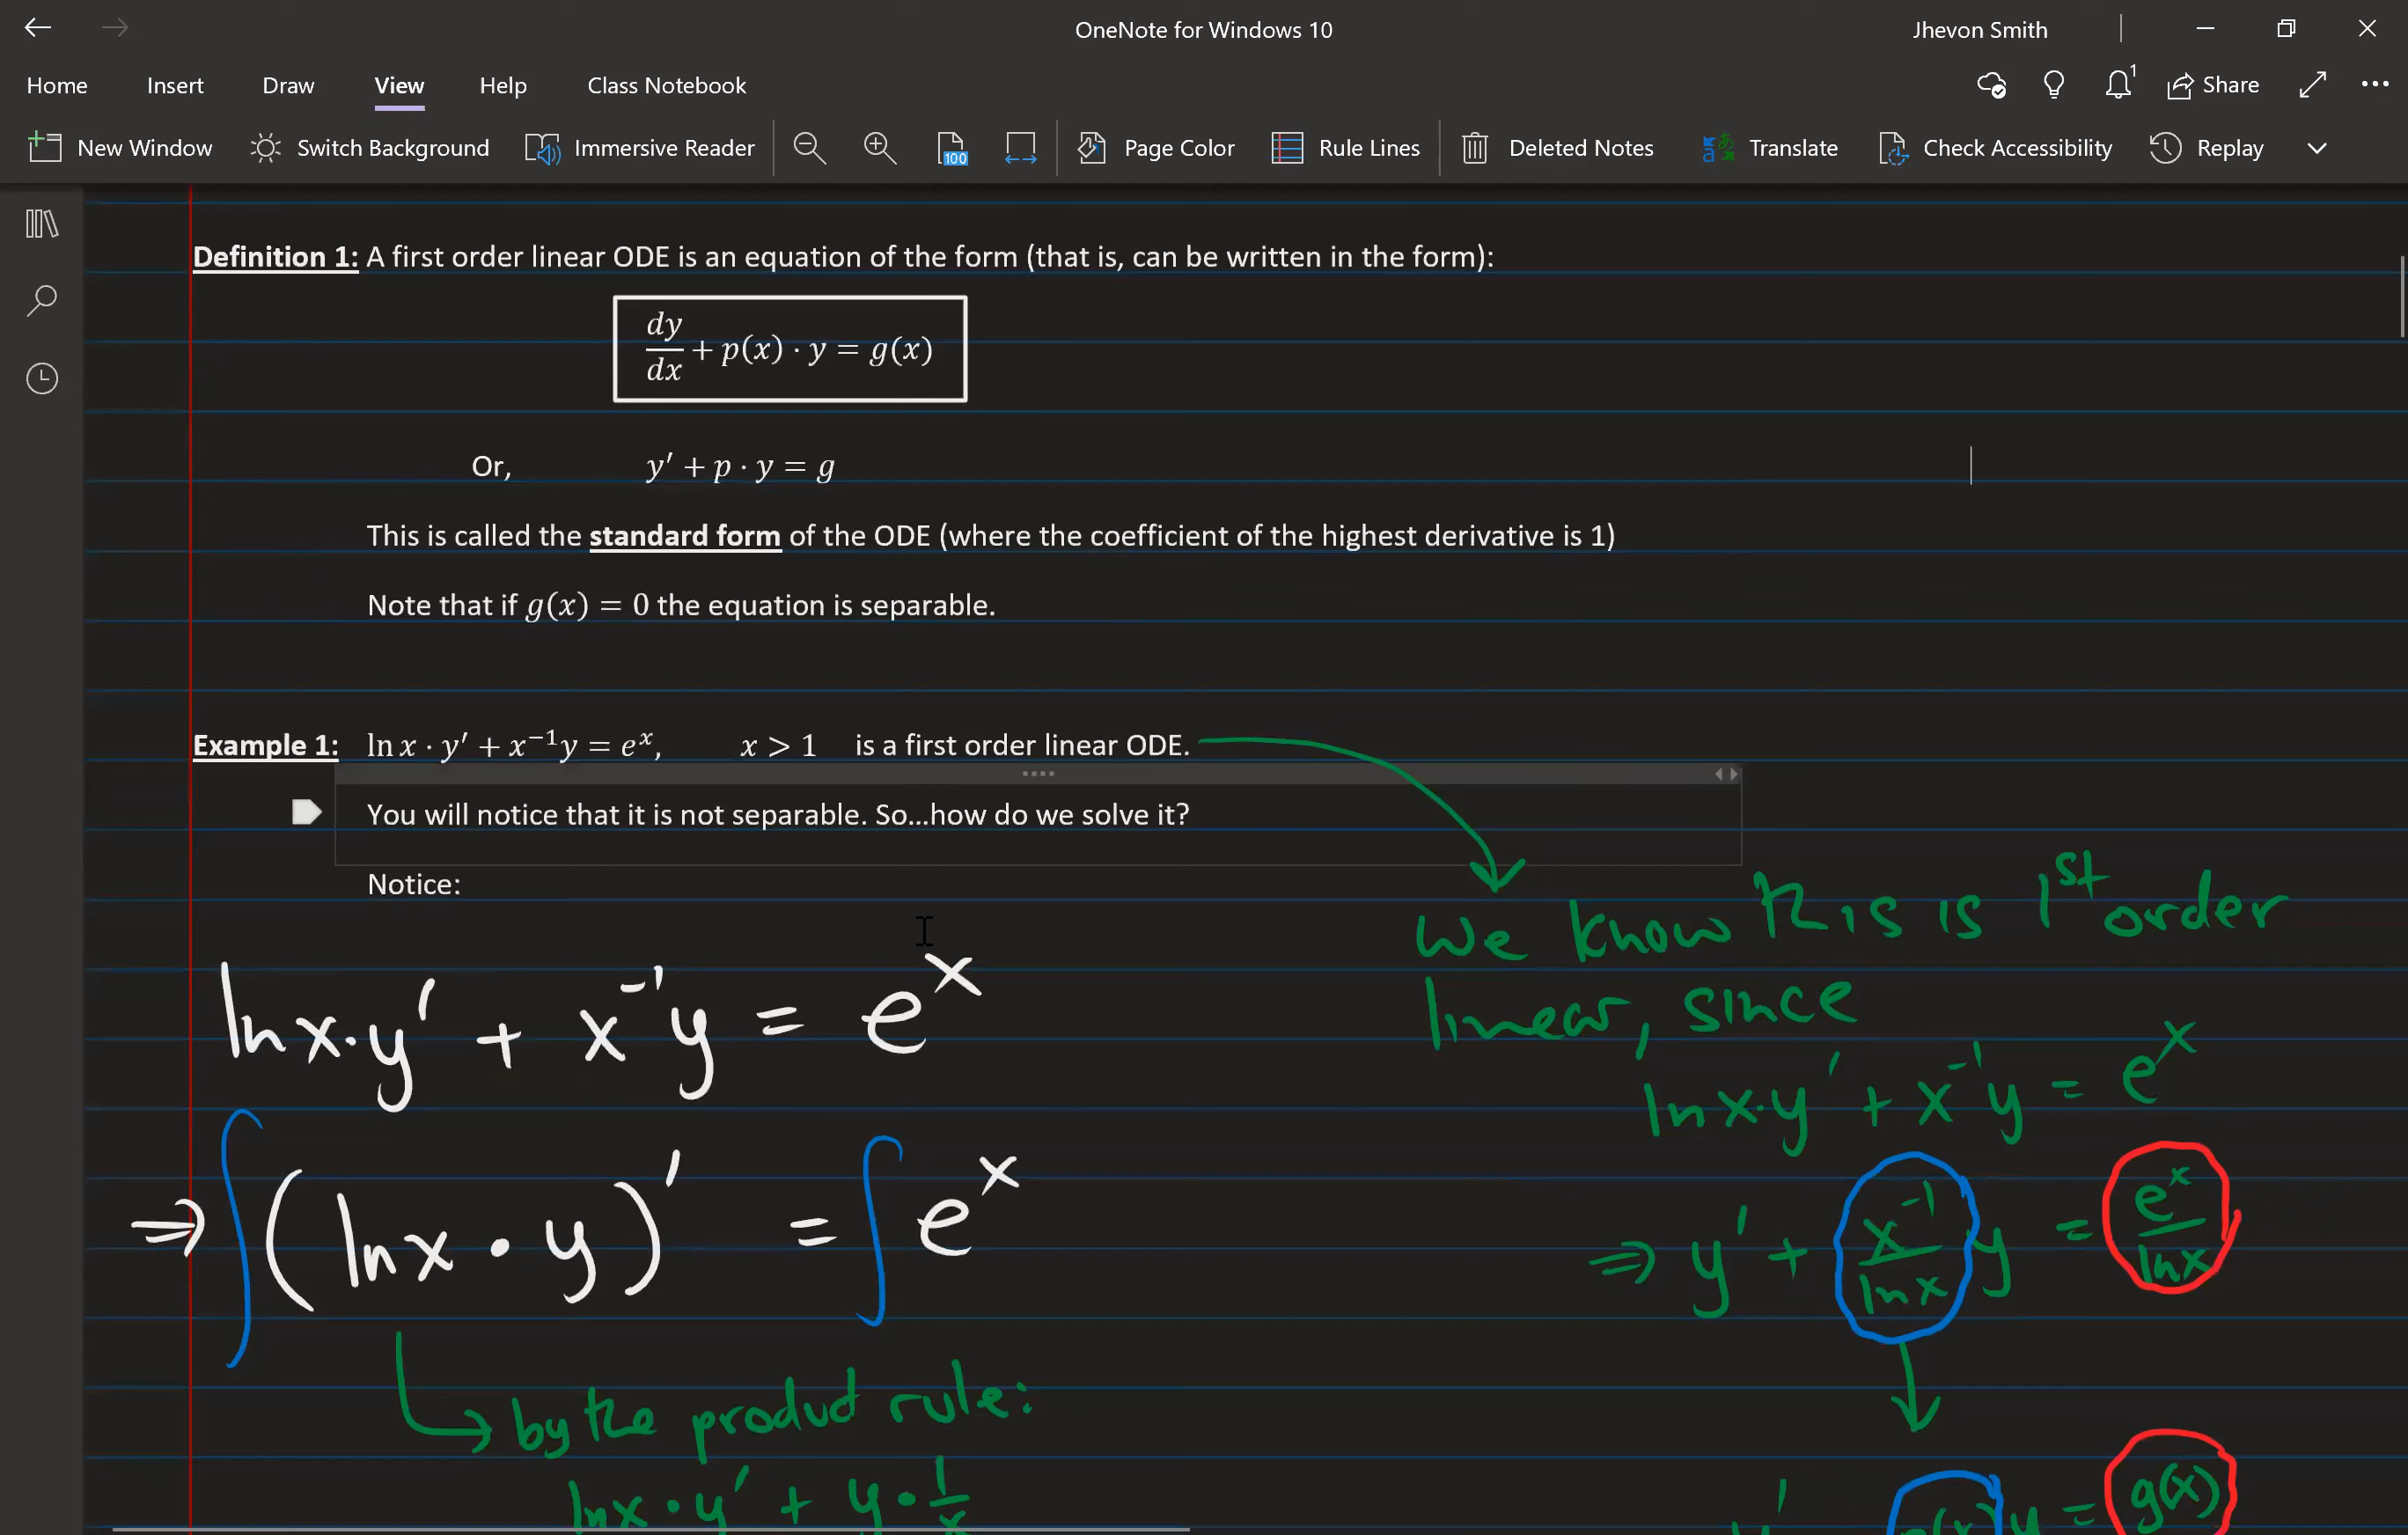 OneNote for Windows 10
Jhevon Smith
Home Insert Draw View Help Class Notebook
1 Share
New Window Switch Background Immersive Reader 100 Page Color Rule Lines Deleted Notes Translate Check Accessibility Replay
Definition 1: A first order linear ODE is an equation of the form (that is, can be written in the form):
dy/dx + p(x) · y = g(x)
Or, y′ + p · y = g
This is called the standard form of the ODE (where the coefficient of the highest derivative is 1)
Note that if g(x) = 0 the equation is separable.
Example 1: ln x · y′ + x⁻¹y = eˣ, x > 1 is a first order linear ODE.
You will notice that it is not separable. So...how do we solve it?
Notice:
ln x · y′ + x⁻¹y = eˣ
⇒ ∫(ln x · y)′ = ∫eˣ
by the product rule:
ln x · y′ + y · 1/x
We know this is 1st order
linear, since
ln x · y′ + x⁻¹y = eˣ
⇒ y′ + x⁻¹/ln x y = eˣ/ln x
y′ p(x) y = g(x)